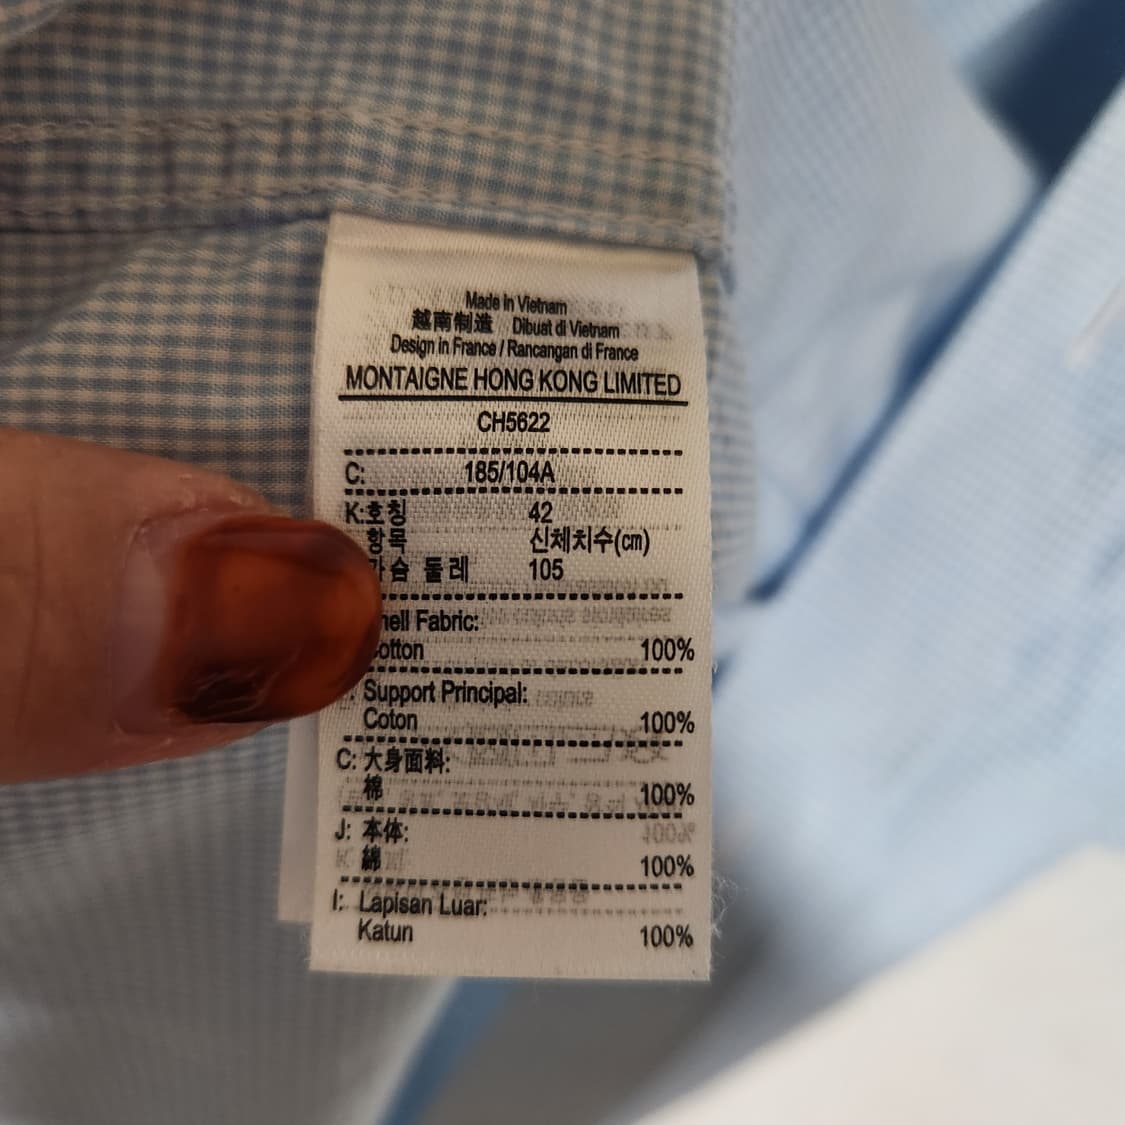 Made in Vietnam
越南制造 Dibuat di Vietnam
Design in France / Rancangan di France
MONTAIGNE HONG KONG LIMITED
CH5622
C: 185/104A
K:호칭 42
항목 신체치수(cm)
슴 둘레 105
Fabric:
100%
Support Principal:
Coton 100%
C: 大身面料:
棉 100%
J: 本体:
綿 100%
I: Lapisan Luar:
Katun 100%